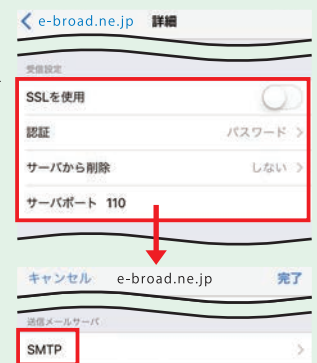 e-broad.ne.jp 詳細
受信設定
SSLを使用
認証 パスワード
サーバから削除 しない
サーバポート 110
キャンセル e-broad.ne.jp 完了
送信メールサーバ
SMTP